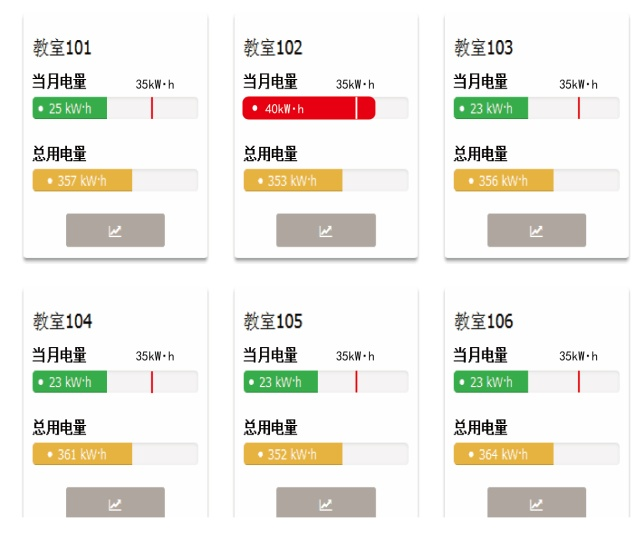 教室101
当月电量 35kW·h
25 kW·h
总用电量
357 kW·h
教室102
当月电量 35kW·h
40kW·h
总用电量
353 kW·h
教室103
当月电量 35kW·h
23 kW·h
总用电量
356 kW·h
教室104
当月电量 35kW·h
23 kW·h
总用电量
361 kW·h
教室105
当月电量 35kW·h
23 kW·h
总用电量
352 kW·h
教室106
当月电量 35kW·h
23 kW·h
总用电量
364 kW·h